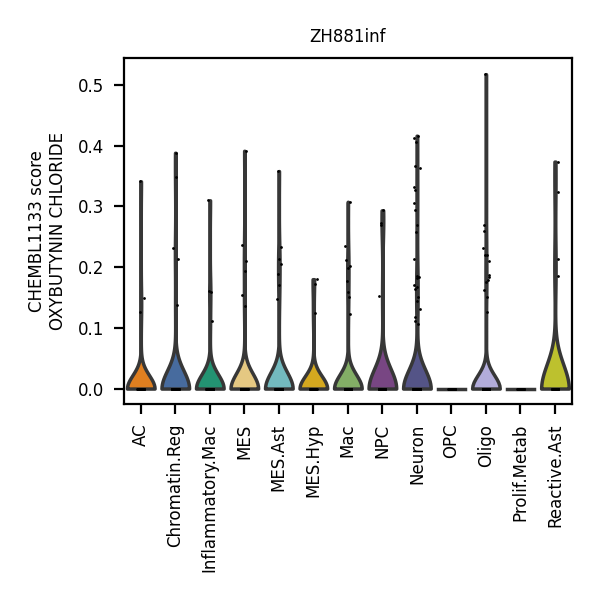 ZH881inf
CHEMBL1133 score
OXYBUTYNIN CHLORIDE
0.5
0.4
0.3
0.2
0.1
0.0
AC
Chromatin.Reg
Inflammatory.Mac
MES
MES.Ast
MES.Hyp
Mac
NPC
Neuron
OPC
Oligo
Prolif.Metab
Reactive.Ast